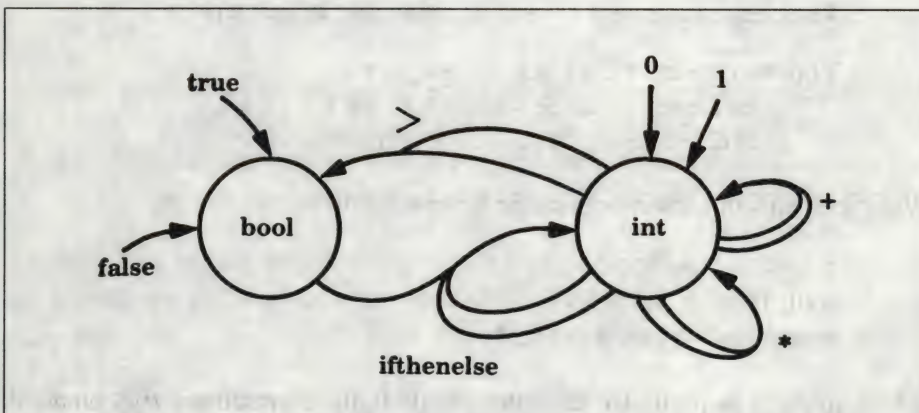 0
1
true
>
+
bool
int
false
*
ifthenelse